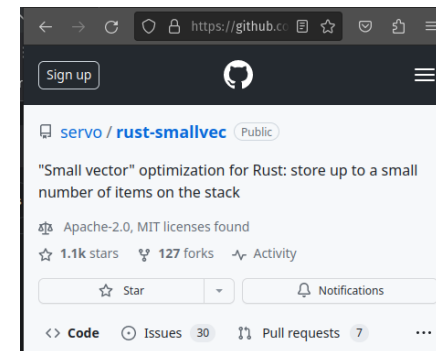 https://github.co
Sign up
servo / rust-smallvec Public
"Small vector" optimization for Rust: store up to a small
number of items on the stack
Apache-2.0, MIT licenses found
1.1k stars 127 forks Activity
Star Notifications
Code Issues 30 Pull requests 7